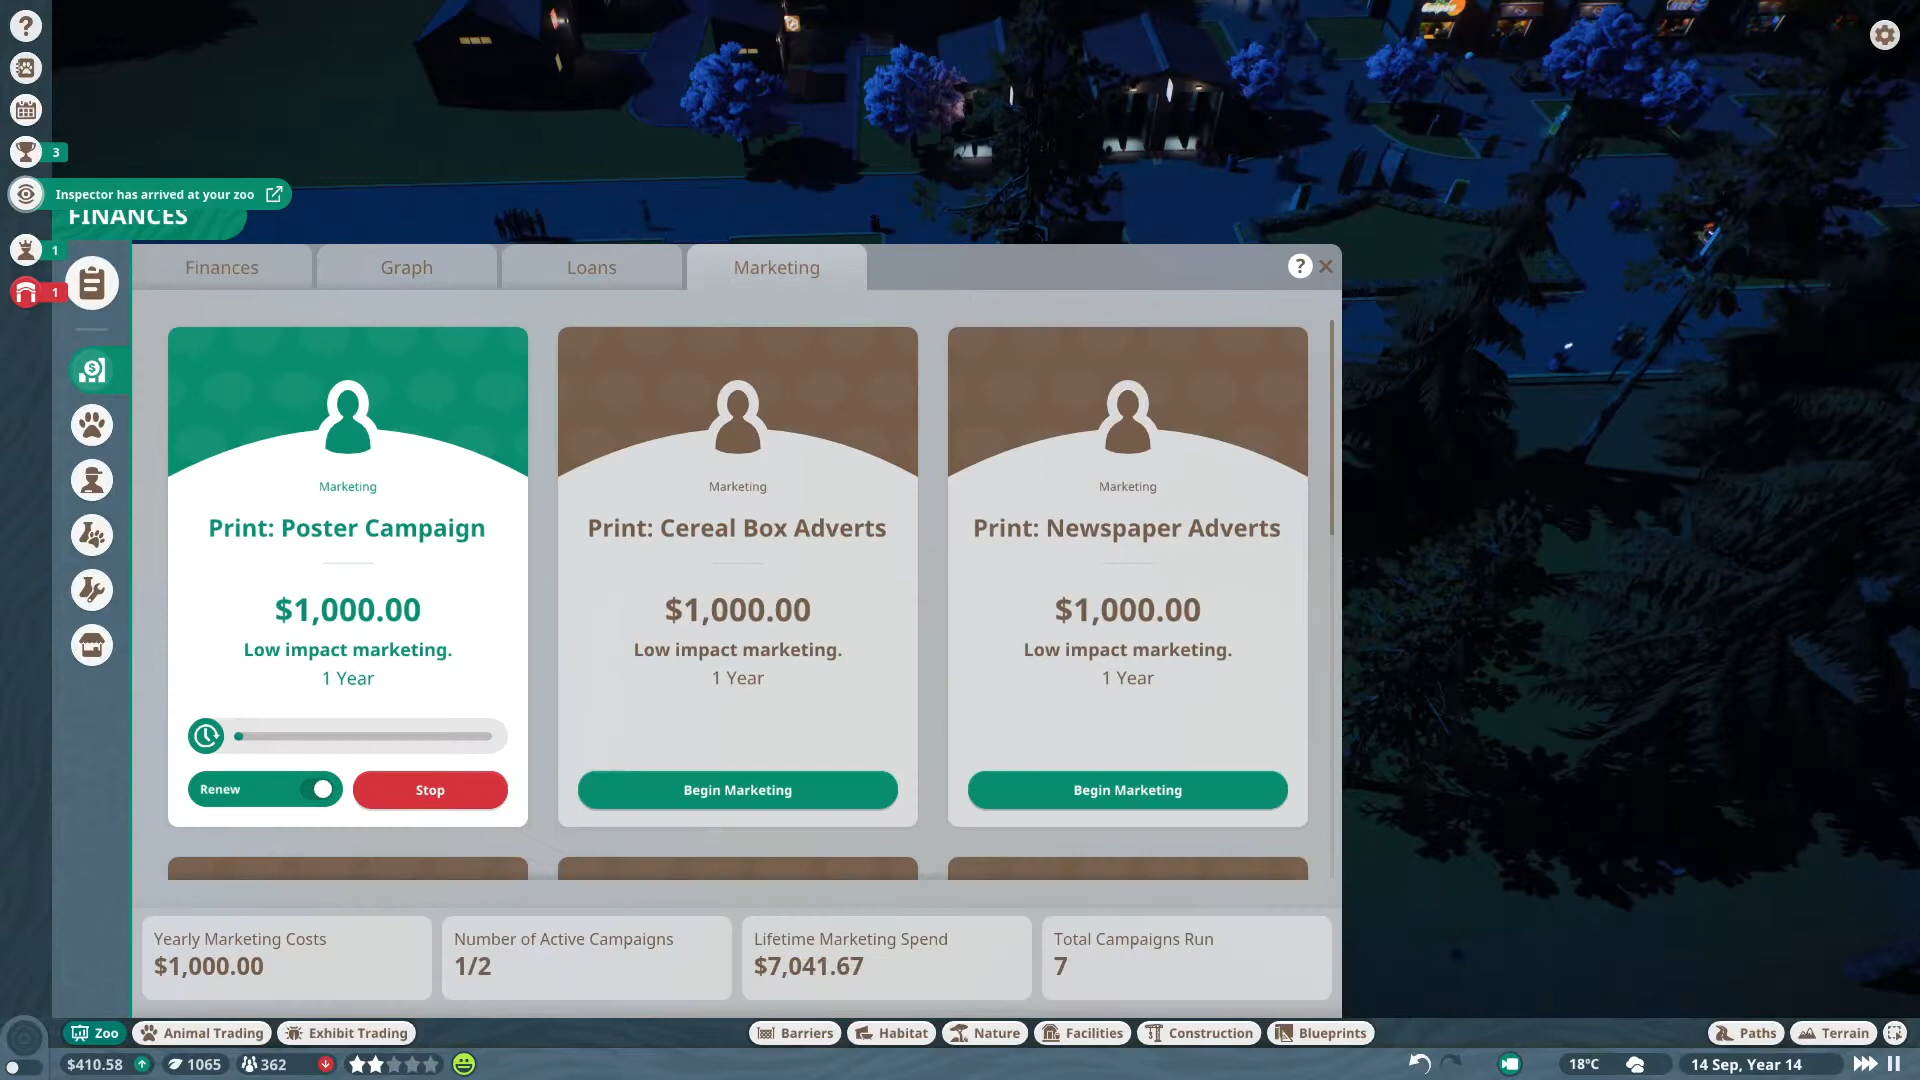 ?
3
Inspector has arrived at your zoo
FINANCES
1
1
Finances
Graph
Loans
Marketing
?
Marketing
Print: Poster Campaign
$1,000.00
Low impact marketing.
1 Year
Renew
Stop
Marketing
Print: Cereal Box Adverts
$1,000.00
Low impact marketing.
1 Year
Begin Marketing
Marketing
Print: Newspaper Adverts
$1,000.00
Low impact marketing.
1 Year
Begin Marketing
Yearly Marketing Costs
$1,000.00
Number of Active Campaigns
1/2
Lifetime Marketing Spend
$7,041.67
Total Campaigns Run
7
Zoo
Animal Trading
Exhibit Trading
Barriers
Habitat
Nature
Facilities
Construction
Blueprints
Paths
Terrain
$410.58
1065
362
18°C
14 Sep, Year 14